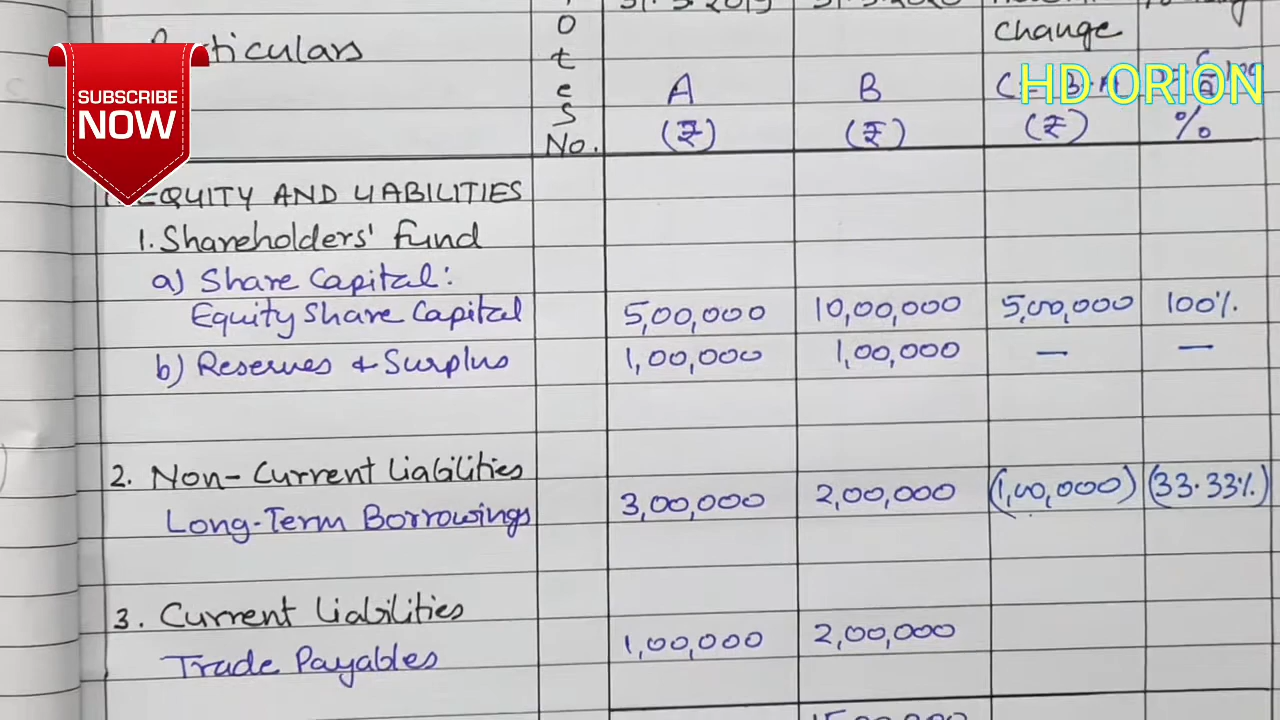 change
Particulars
Notes No.
A
B
(₹)
(₹)
(₹)
%
SUBSCRIBE
NOW
HD ORION
EQUITY AND LIABILITIES
1. Shareholders' fund
a) Share Capital:
Equity Share Capital 5,00,000 10,00,000 5,00,000 100%.
b) Reserves & Surplus 1,00,000 1,00,000 — —
2. Non-Current Liabilities
Long-Term Borrowings 3,00,000 2,00,000 (1,00,000) (33.33%)
3. Current Liabilities
Trade Payables 1,00,000 2,00,000